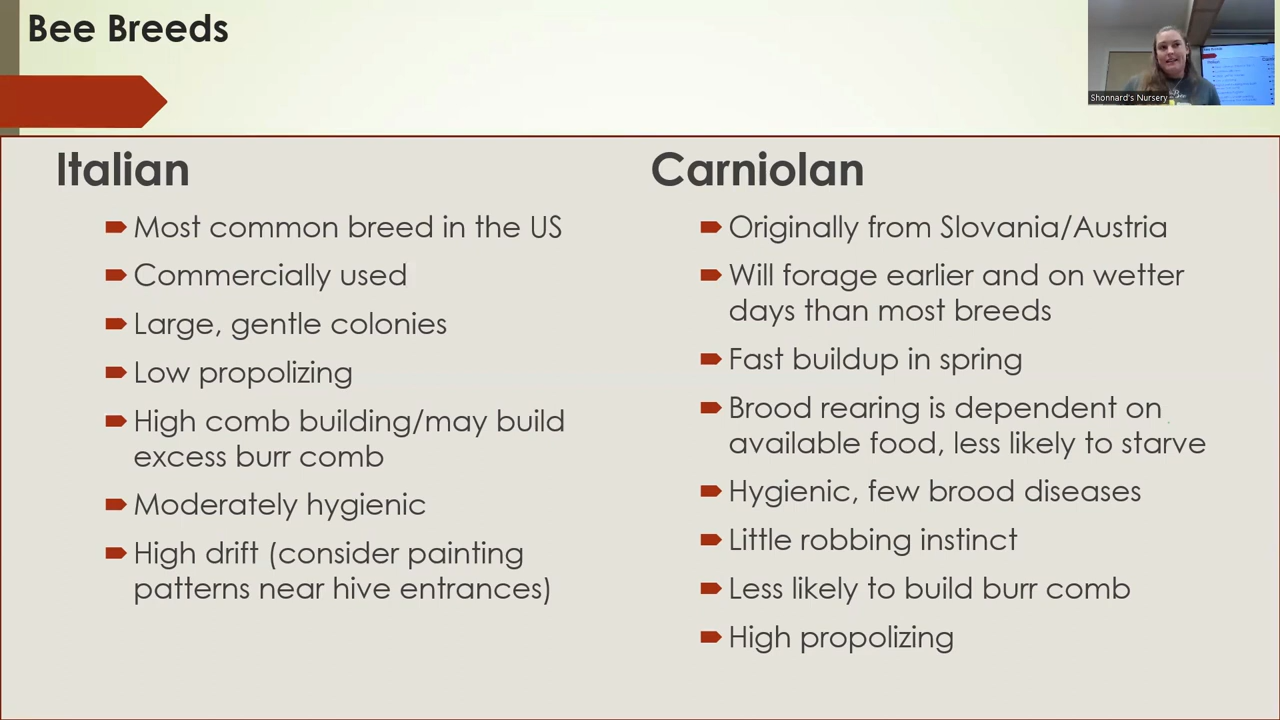 Bee Breeds
Shonnard's Nursery
Italian
Most common breed in the US
Commercially used
Large, gentle colonies
Low propolizing
High comb building/may build
excess burr comb
Moderately hygienic
High drift (consider painting
patterns near hive entrances)
Carniolan
Originally from Slovania/Austria
Will forage earlier and on wetter
days than most breeds
Fast buildup in spring
Brood rearing is dependent on
available food, less likely to starve
Hygienic, few brood diseases
Little robbing instinct
Less likely to build burr comb
High propolizing